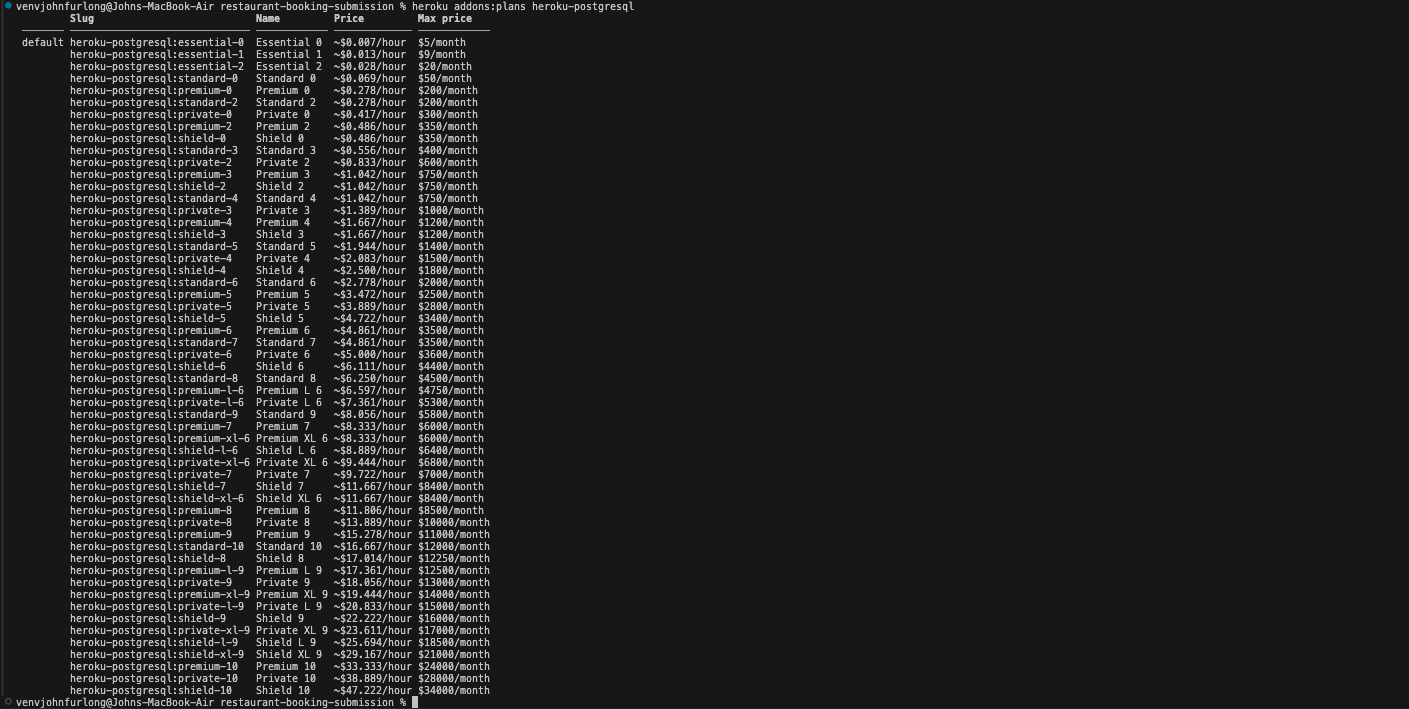 venvjohnfurlong@Johns-MacBook-Air restaurant-booking-submission % heroku addons:plans heroku-postgresql
Slug Name Price Max price
default heroku-postgresql:essential-0 Essential 0 ~$0.007/hour $5/month
heroku-postgresql:essential-1 Essential 1 ~$0.013/hour $9/month
heroku-postgresql:essential-2 Essential 2 ~$0.028/hour $20/month
heroku-postgresql:standard-0 Standard 0 ~$0.069/hour $50/month
heroku-postgresql:premium-0 Premium 0 ~$0.278/hour $200/month
heroku-postgresql:standard-2 Standard 2 ~$0.278/hour $200/month
heroku-postgresql:private-0 Private 0 ~$0.417/hour $300/month
heroku-postgresql:premium-2 Premium 2 ~$0.486/hour $350/month
heroku-postgresql:shield-0 Shield 0 ~$0.486/hour $350/month
heroku-postgresql:standard-3 Standard 3 ~$0.556/hour $400/month
heroku-postgresql:private-2 Private 2 ~$0.833/hour $600/month
heroku-postgresql:premium-3 Premium 3 ~$1.042/hour $750/month
heroku-postgresql:shield-2 Shield 2 ~$1.042/hour $750/month
heroku-postgresql:standard-4 Standard 4 ~$1.042/hour $750/month
heroku-postgresql:private-3 Private 3 ~$1.389/hour $1000/month
heroku-postgresql:premium-4 Premium 4 ~$1.667/hour $1200/month
heroku-postgresql:shield-3 Shield 3 ~$1.667/hour $1200/month
heroku-postgresql:standard-5 Standard 5 ~$1.944/hour $1400/month
heroku-postgresql:private-4 Private 4 ~$2.083/hour $1500/month
heroku-postgresql:shield-4 Shield 4 ~$2.500/hour $1800/month
heroku-postgresql:standard-6 Standard 6 ~$2.778/hour $2000/month
heroku-postgresql:premium-5 Premium 5 ~$3.472/hour $2500/month
heroku-postgresql:private-5 Private 5 ~$3.889/hour $2800/month
heroku-postgresql:shield-5 Shield 5 ~$4.722/hour $3400/month
heroku-postgresql:premium-6 Premium 6 ~$4.861/hour $3500/month
heroku-postgresql:standard-7 Standard 7 ~$4.861/hour $3500/month
heroku-postgresql:private-6 Private 6 ~$5.000/hour $3600/month
heroku-postgresql:shield-6 Shield 6 ~$6.111/hour $4400/month
heroku-postgresql:standard-8 Standard 8 ~$6.250/hour $4500/month
heroku-postgresql:premium-l-6 Premium L 6 ~$6.597/hour $4750/month
heroku-postgresql:private-l-6 Private L 6 ~$7.361/hour $5300/month
heroku-postgresql:standard-9 Standard 9 ~$8.056/hour $5800/month
heroku-postgresql:premium-7 Premium 7 ~$8.333/hour $6000/month
heroku-postgresql:premium-xl-6 Premium XL 6 ~$8.333/hour $6000/month
heroku-postgresql:shield-l-6 Shield L 6 ~$8.889/hour $6400/month
heroku-postgresql:private-xl-6 Private XL 6 ~$9.444/hour $6800/month
heroku-postgresql:private-7 Private 7 ~$9.722/hour $7000/month
heroku-postgresql:shield-7 Shield 7 ~$11.667/hour $8400/month
heroku-postgresql:shield-xl-6 Shield XL 6 ~$11.667/hour $8400/month
heroku-postgresql:premium-8 Premium 8 ~$11.806/hour $8500/month
heroku-postgresql:private-8 Private 8 ~$13.889/hour $10000/month
heroku-postgresql:premium-9 Premium 9 ~$15.278/hour $11000/month
heroku-postgresql:standard-10 Standard 10 ~$16.667/hour $12000/month
heroku-postgresql:shield-8 Shield 8 ~$17.014/hour $12250/month
heroku-postgresql:premium-l-9 Premium L 9 ~$17.361/hour $12500/month
heroku-postgresql:private-9 Private 9 ~$18.056/hour $13000/month
heroku-postgresql:premium-xl-9 Premium XL 9 ~$19.444/hour $14000/month
heroku-postgresql:private-l-9 Private L 9 ~$20.833/hour $15000/month
heroku-postgresql:shield-9 Shield 9 ~$22.222/hour $16000/month
heroku-postgresql:private-xl-9 Private XL 9 ~$23.611/hour $17000/month
heroku-postgresql:shield-l-9 Shield L 9 ~$25.694/hour $18500/month
heroku-postgresql:shield-xl-9 Shield XL 9 ~$29.167/hour $21000/month
heroku-postgresql:premium-10 Premium 10 ~$33.333/hour $24000/month
heroku-postgresql:private-10 Private 10 ~$38.889/hour $28000/month
heroku-postgresql:shield-10 Shield 10 ~$47.222/hour $34000/month
venvjohnfurlong@Johns-MacBook-Air restaurant-booking-submission %